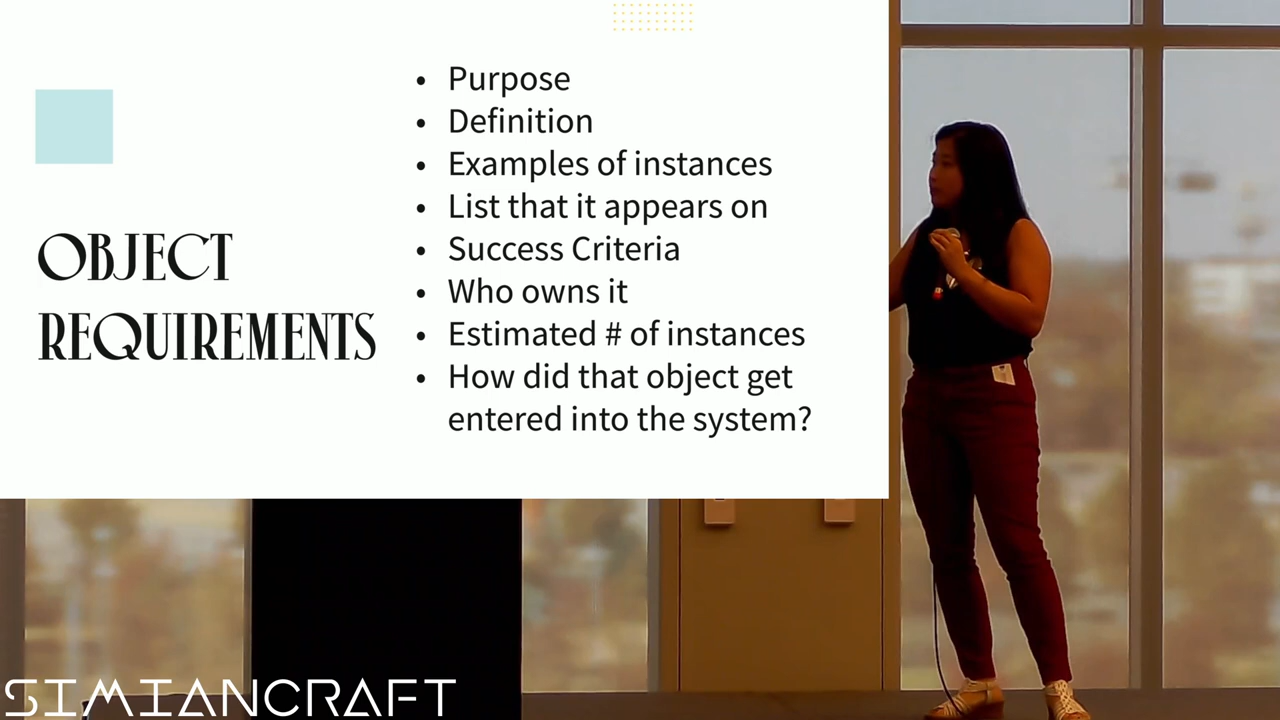 OBJECT
REQUIREMENTS
• Purpose
• Definition
• Examples of instances
• List that it appears on
• Success Criteria
• Who owns it
• Estimated # of instances
• How did that object get
entered into the system?
SIMIANCRAFT